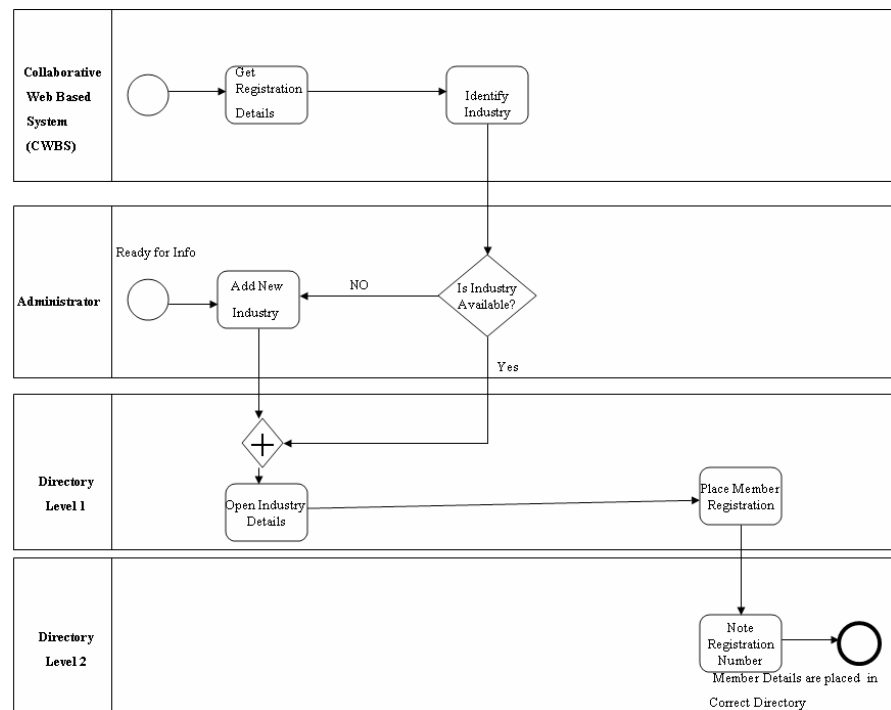 Collaborative
Web Based
System
(CWBS)
Get
Registration
Details
Identify
Industry
Administrator
Ready for Info
Add New
Industry
NO
Is Industry
Available?
Yes
Directory
Level 1
Open Industry
Details
Place Member
Registration
Directory
Level 2
Note
Registration
Number
Member Details are placed in
Correct Directory